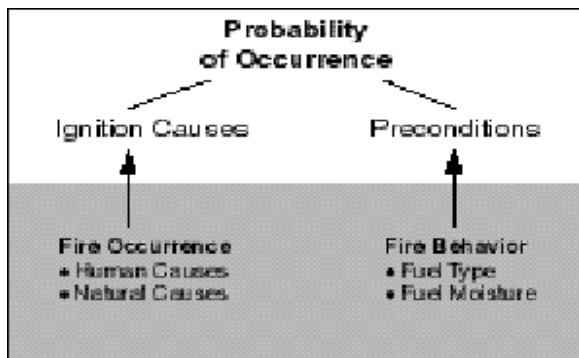 Probability
of Occurrence
Ignition Causes
Preconditions
Fire Occurrence
• Human Causes
• Natural Causes
Fire Behavior
• Fuel Type
• Fuel Moisture